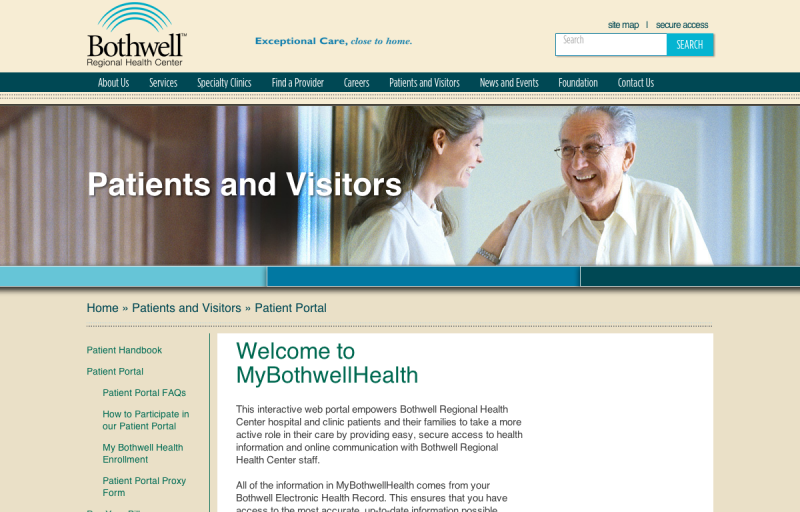 site map | secure access
Bothwell™
Regional Health Center
Exceptional Care, close to home.
Search
SEARCH
About Us Services Specialty Clinics Find a Provider Careers Patients and Visitors News and Events Foundation Contact Us
Patients and Visitors
Home » Patients and Visitors » Patient Portal
Patient Handbook
Patient Portal
Patient Portal FAQs
How to Participate in
our Patient Portal
My Bothwell Health
Enrollment
Patient Portal Proxy
Form
Welcome to
MyBothwellHealth
This interactive web portal empowers Bothwell Regional Health
Center hospital and clinic patients and their families to take a more
active role in their care by providing easy, secure access to health
information and online communication with Bothwell Regional
Health Center staff.
All of the information in MyBothwellHealth comes from your
Bothwell Electronic Health Record. This ensures that you have
access to the most accurate, up-to-date information possible